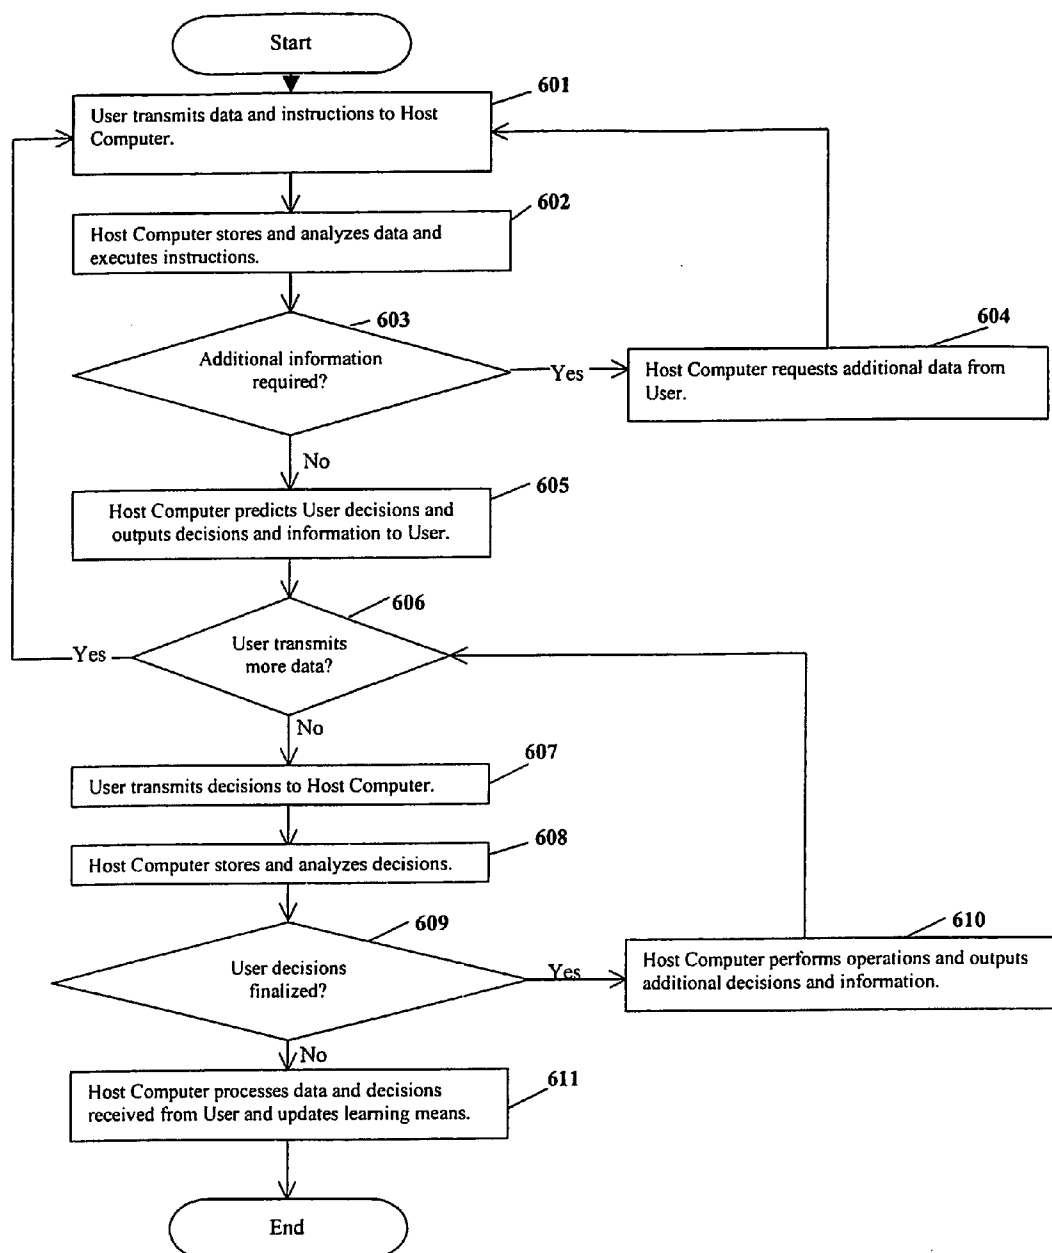 Start
601
User transmits data and instructions to Host
Computer.
602
Host Computer stores and analyzes data and
executes instructions.
603
Additional information
required?
Yes
604
Host Computer requests additional data from
User.
No
605
Host Computer predicts User decisions and
outputs decisions and information to User.
606
User transmits
more data?
Yes
No
607
User transmits decisions to Host Computer.
608
Host Computer stores and analyzes decisions.
609
User decisions
finalized?
Yes
610
Host Computer performs operations and outputs
additional decisions and information.
No
611
Host Computer processes data and decisions
received from User and updates learning means.
End